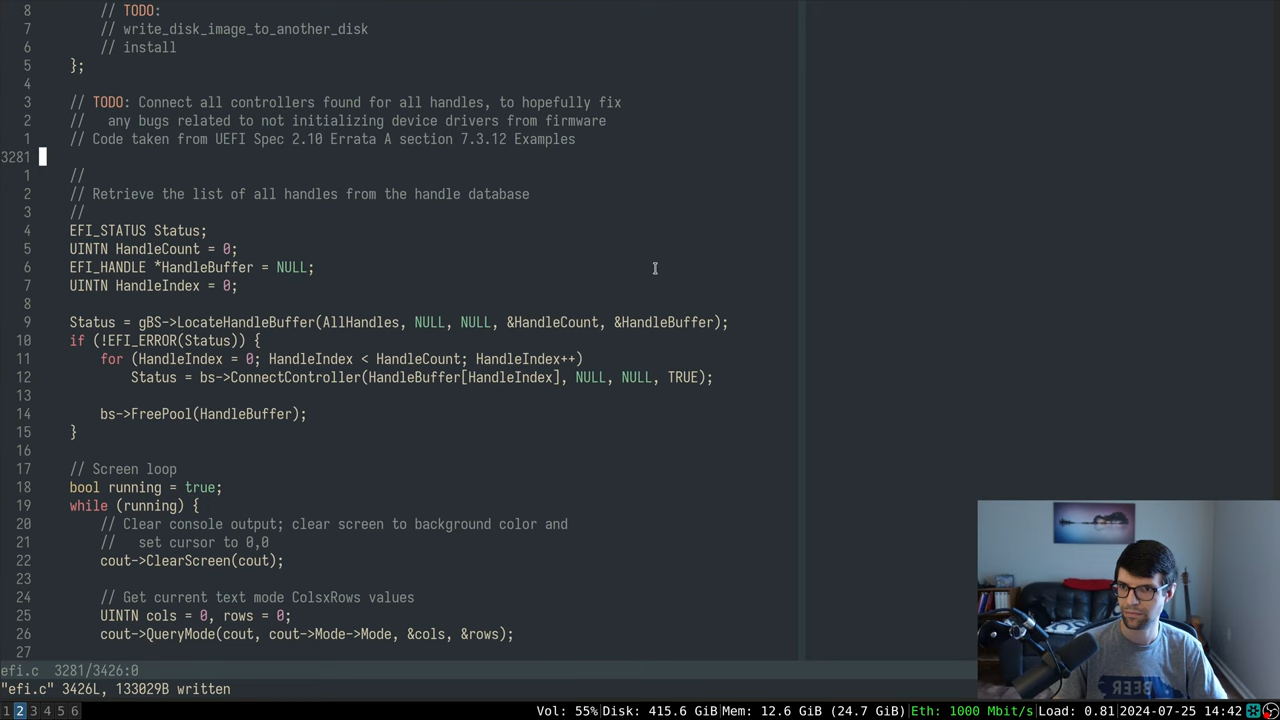 8 // TODO:
7 // write_disk_image_to_another_disk
6 // install
5 };
4
3 // TODO: Connect all controllers found for all handles, to hopefully fix
2 //   any bugs related to not initializing device drivers from firmware
1 // Code taken from UEFI Spec 2.10 Errata A section 7.3.12 Examples
3281
1 //
2 // Retrieve the list of all handles from the handle database
3 //
4 EFI_STATUS Status;
5 UINTN HandleCount = 0;
6 EFI_HANDLE *HandleBuffer = NULL;
7 UINTN HandleIndex = 0;
8
9 Status = gBS->LocateHandleBuffer(AllHandles, NULL, NULL, &HandleCount, &HandleBuffer);
10 if (!EFI_ERROR(Status)) {
11 for (HandleIndex = 0; HandleIndex < HandleCount; HandleIndex++)
12 Status = bs->ConnectController(HandleBuffer[HandleIndex], NULL, NULL, TRUE);
13
14 bs->FreePool(HandleBuffer);
15 }
16
17 // Screen loop
18 bool running = true;
19 while (running) {
20 // Clear console output; clear screen to background color and
21 //   set cursor to 0,0
22 cout->ClearScreen(cout);
23
24 // Get current text mode ColsxRows values
25 UINTN cols = 0, rows = 0;
26 cout->QueryMode(cout, cout->Mode->Mode, &cols, &rows);
27
efi.c 3281/3426:0
"efi.c" 3426L, 133029B written
1 2 3 4 5 6 Vol: 55% Disk: 415.6 GiB Mem: 12.6 GiB (24.7 GiB) Eth: 1000 Mbit/s Load: 0.81 2024-07-25 14:42